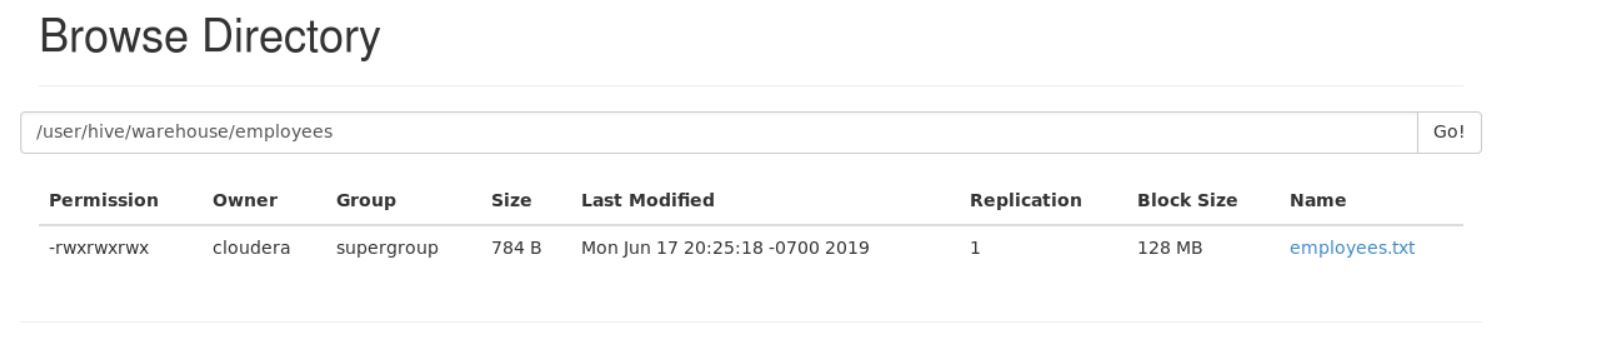 Browse Directory
/user/hive/warehouse/employees Go!
Permission Owner Group Size Last Modified Replication Block Size Name
-rwxrwxrwx cloudera supergroup 784 B Mon Jun 17 20:25:18 -0700 2019 1 128 MB employees.txt